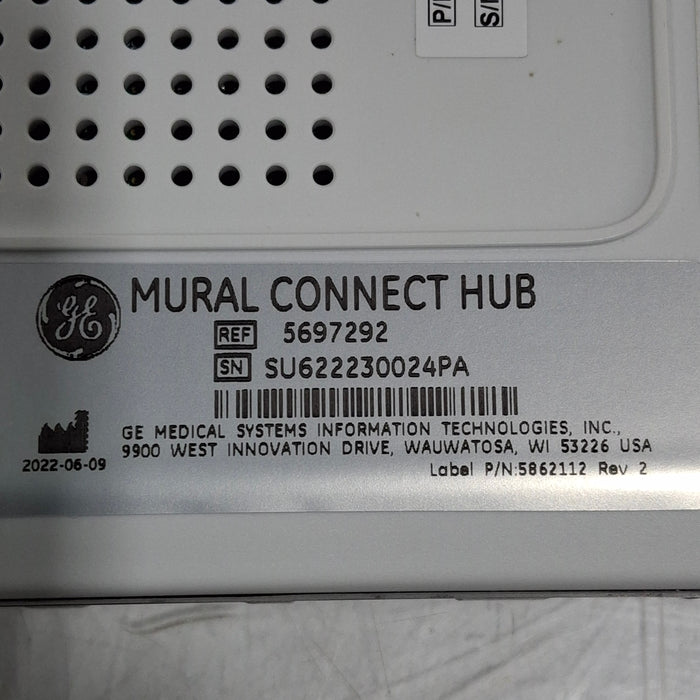 P/
S/
GE
MURAL CONNECT HUB
REF 5697292
SN SU622230024PA
GE MEDICAL SYSTEMS INFORMATION TECHNOLOGIES, INC.,
9900 WEST INNOVATION DRIVE, WAUWATOSA, WI 53226 USA
2022-06-09
Label P/N:5862112 Rev 2